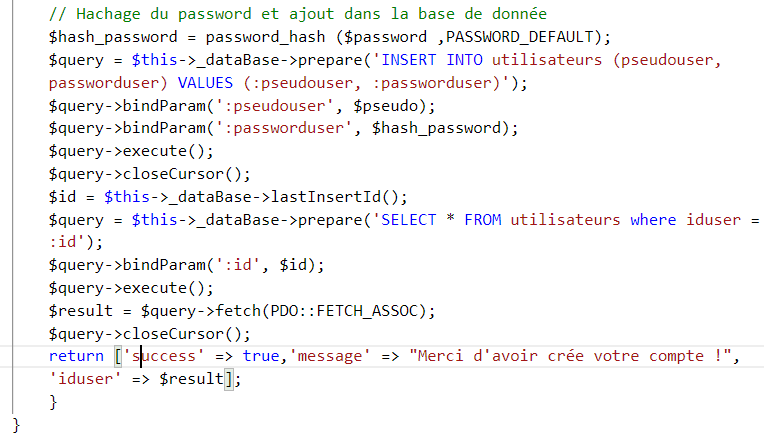 // Hachage du password et ajout dans la base de donnée
$hash_password = password_hash ($password ,PASSWORD_DEFAULT);
$query = $this->_dataBase->prepare('INSERT INTO utilisateurs (pseudouser,
passworduser) VALUES (:pseudouser, :passworduser)');
$query->bindParam(':pseudouser', $pseudo);
$query->bindParam(':passworduser', $hash_password);
$query->execute();
$query->closeCursor();
$id = $this->_dataBase->lastInsertId();
$query = $this->_dataBase->prepare('SELECT * FROM utilisateurs where iduser =
:id');
$query->bindParam(':id', $id);
$query->execute();
$result = $query->fetch(PDO::FETCH_ASSOC);
$query->closeCursor();
return ['success' => true,'message' => "Merci d'avoir crée votre compte !",
'iduser' => $result];
}
}